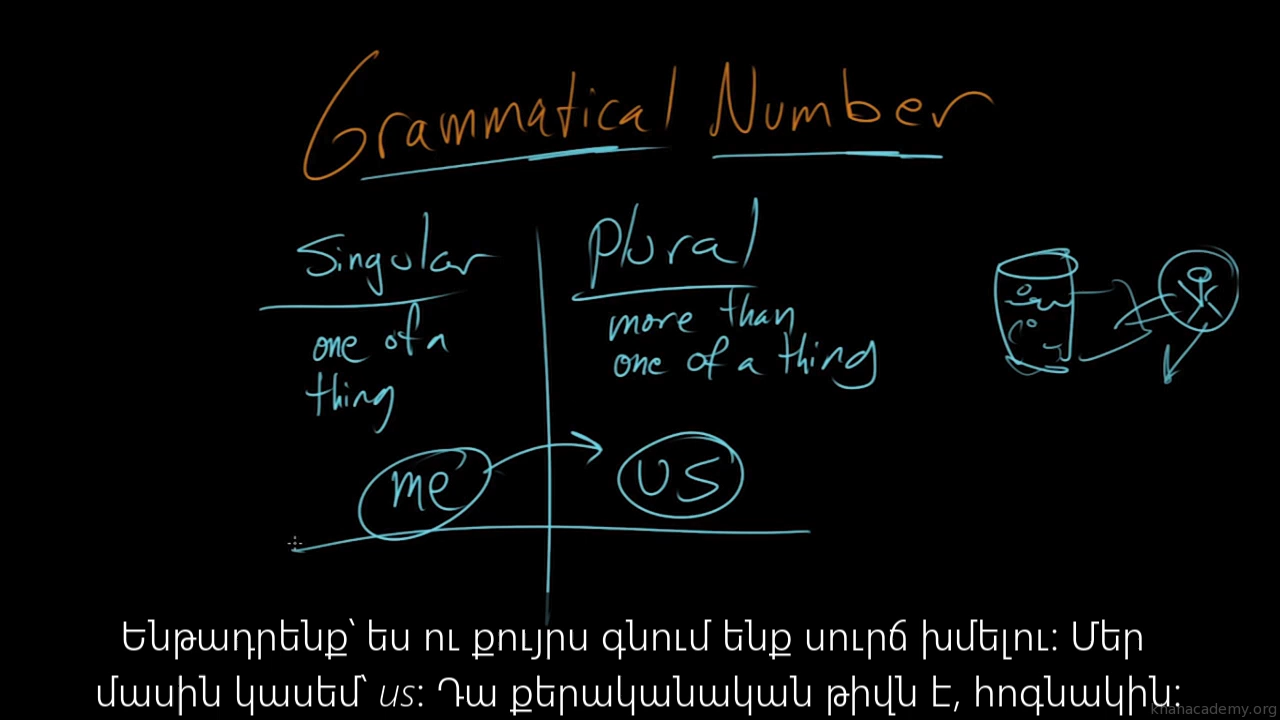 Grammatical Number
Singular
Plural
one of a
thing
more than
one of a thing
me
us
Ենթադրենք՝ ես ու քույրս գնում ենք սուրճ խմելու: Մեր
մասին կասեմ՝ us: Դա քերականական թիվն է, հոգնակին:
khanacademy.org